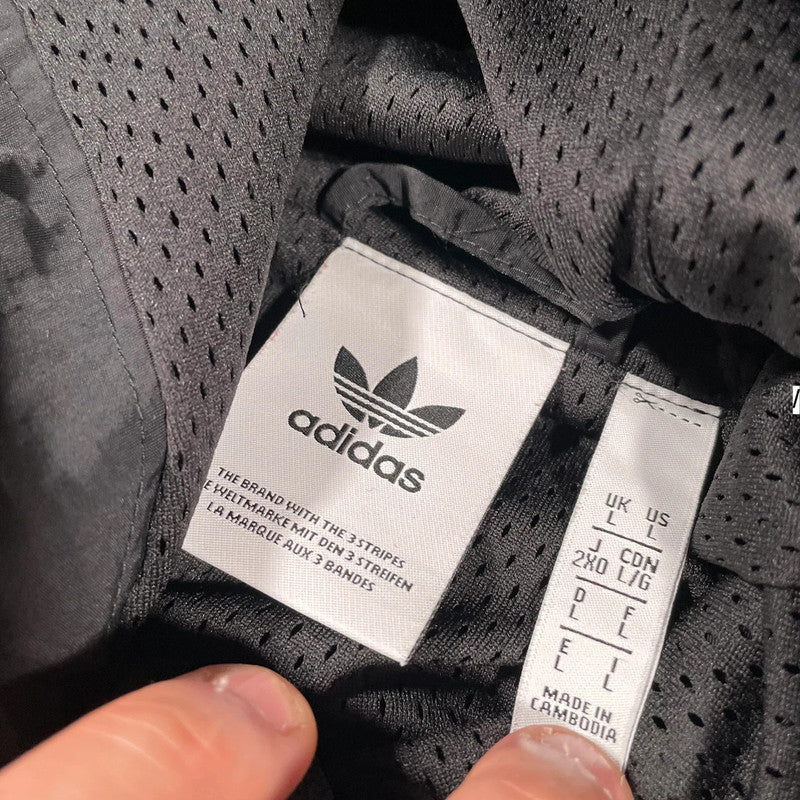 adidas
THE BRAND WITH THE 3 STRIPES
E WELTMARKE MIT DEN 3 STREIFEN
LA MARQUE AUX 3 BANDES
UK US
L L
J CDN
2XO L/G
D F
L L
E I
L L
MADE IN
CAMBODIA